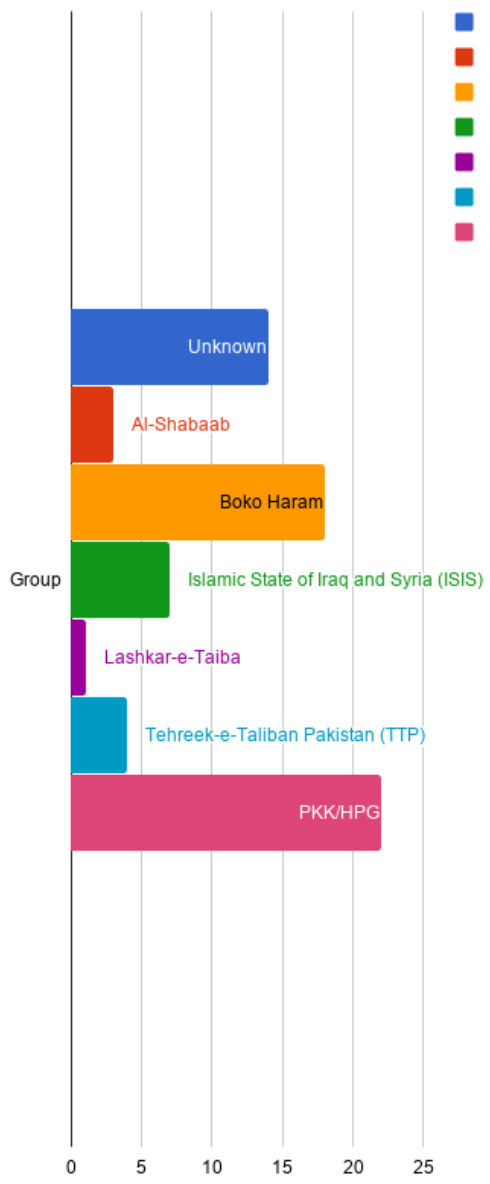 Unknown
Al-Shabaab
Boko Haram
Group
Islamic State of Iraq and Syria (ISIS)
Lashkar-e-Taiba
Tehreek-e-Taliban Pakistan (TTP)
PKK/HPG
0 5 10 15 20 25